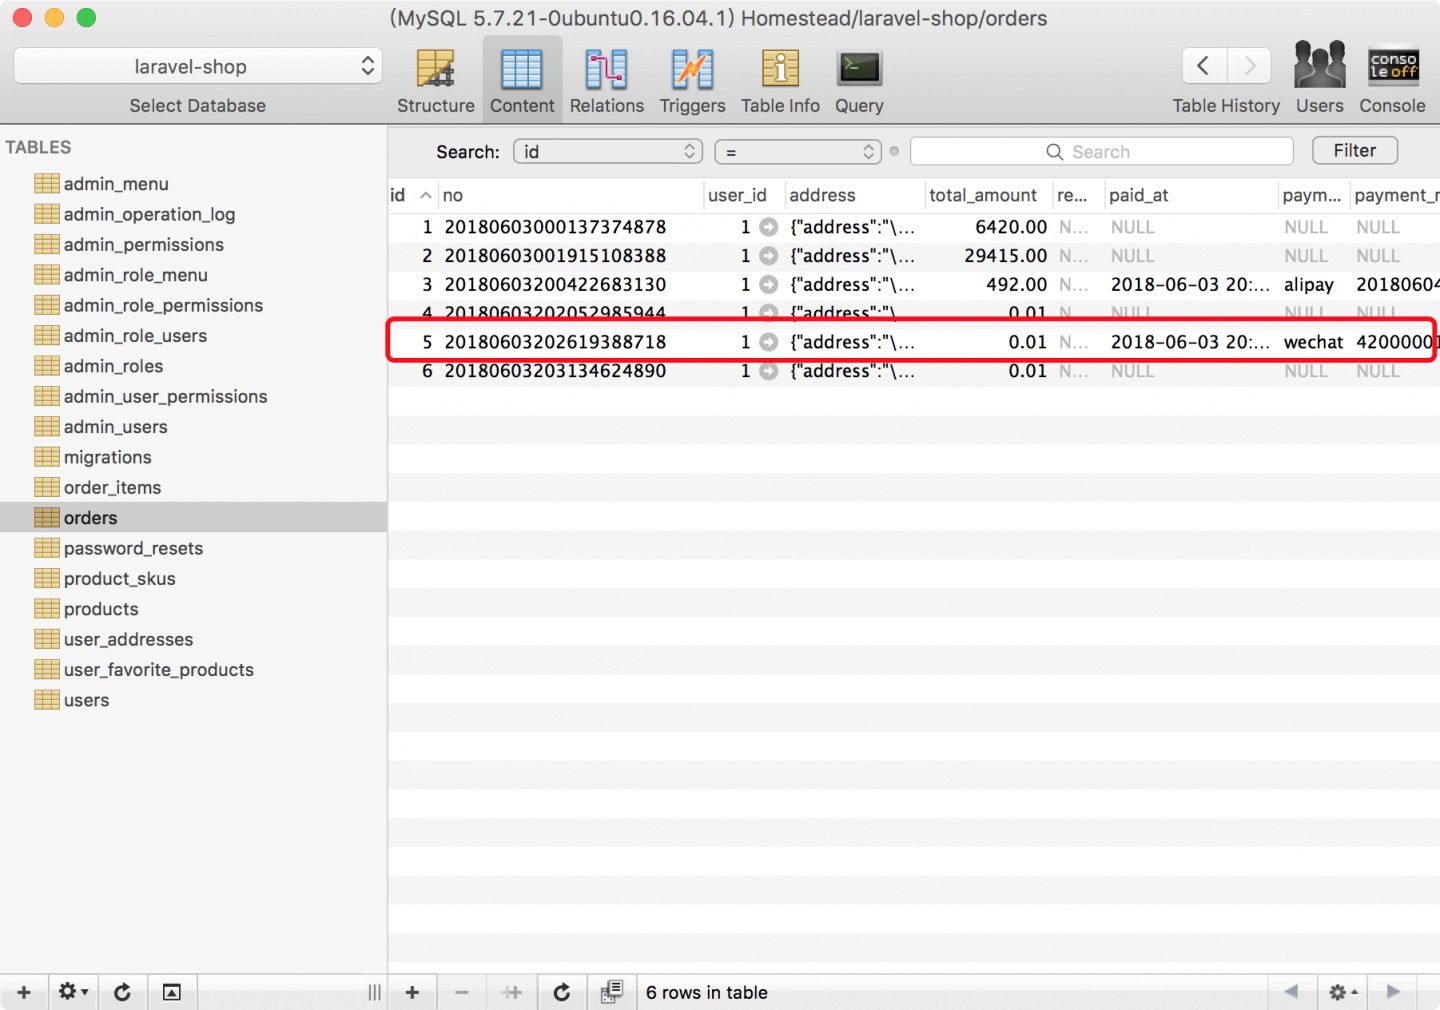 (MySQL 5.7.21-0ubuntu0.16.04.1) Homestead/laravel-shop/orders
laravel-shop
conso
le off
Select Database Structure Content Relations Triggers Table Info Query Table History Users Console
TABLES
admin_menu
admin_operation_log
admin_permissions
admin_role_menu
admin_role_permissions
admin_role_users
admin_roles
admin_user_permissions
admin_users
migrations
order_items
orders
password_resets
product_skus
products
user_addresses
user_favorite_products
users
Search: id = Search Filter
id no user_id address total_amount re... paid_at paym... payment_r
1 20180603000137374878 1 {"address":"\... 6420.00 N... NULL NULL NULL
2 20180603001915108388 1 {"address":"\... 29415.00 N... NULL NULL NULL
3 20180603200422683130 1 {"address":"\... 492.00 N... 2018-06-03 20:... alipay 20180604
4 20180603202052985944 1 {"address":"\... 0.01 N... NULL NULL NULL
5 20180603202619388718 1 {"address":"\... 0.01 N... 2018-06-03 20:... wechat 42000001
6 20180603203134624890 1 {"address":"\... 0.01 N... NULL NULL NULL
6 rows in table